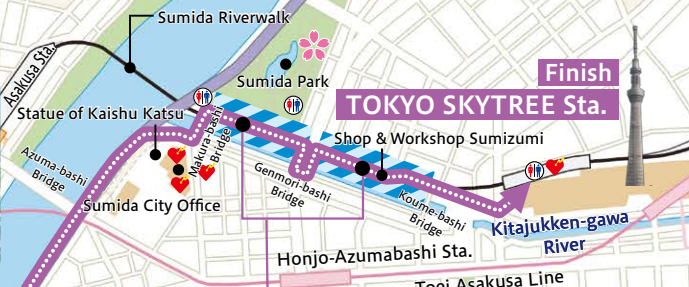 Sumida Riverwalk
Asakusa Sta.
Sumida Park
Finish
TOKYO SKYTREE Sta.
Statue of Kaishu Katsu
Makura-bashi
Bridge
Shop & Workshop Sumizumi
Azuma-bashi
Bridge
Genmori-bashi
Bridge
Sumida City Office
Koume-bashi
Bridge
Kitajukken-gawa
River
Honjo-Azumabashi Sta.
Toei Asakusa Line